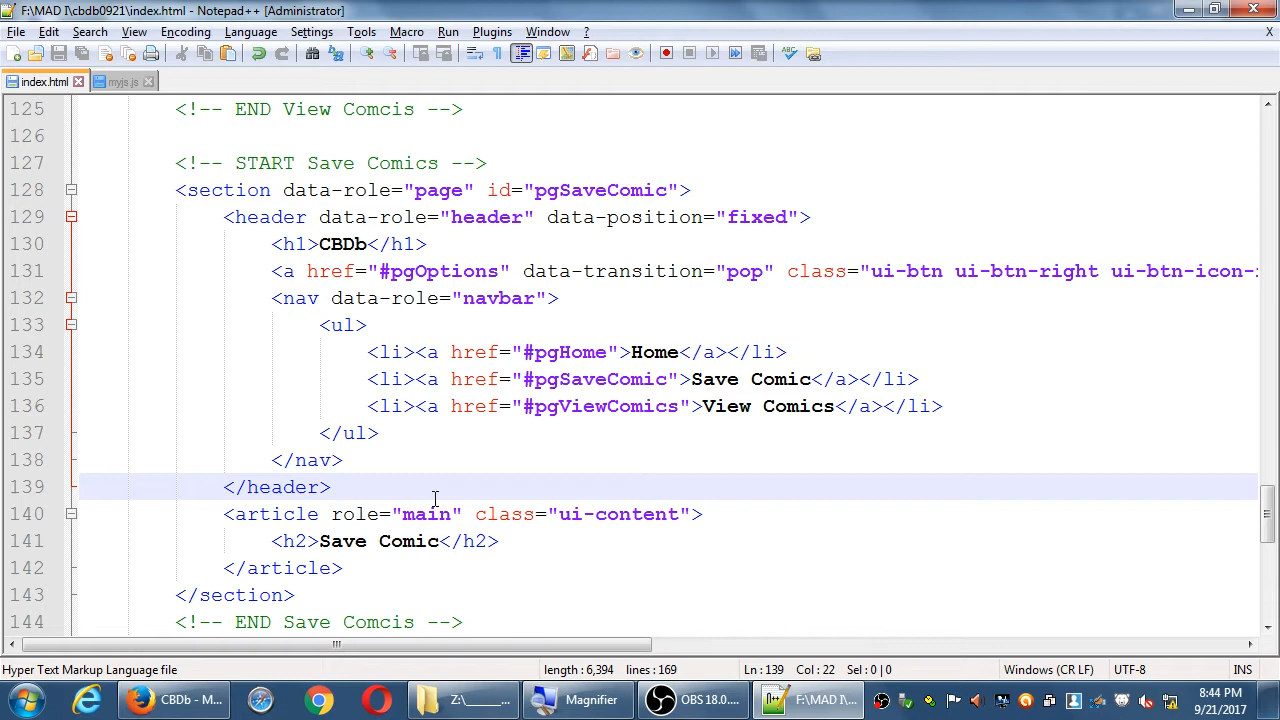 F:\MAD I\cbdb0921\index.html - Notepad++ [Administrator]
File Edit Search View Encoding Language Settings Tools Macro Run Plugins Window ? X
index.html myjs.js
125 <!-- END View Comcis -->
126
127 <!-- START Save Comics -->
128 <section data-role="page" id="pgSaveComic">
129 <header data-role="header" data-position="fixed">
130 <h1>CBDb</h1>
131 <a href="#pgOptions" data-transition="pop" class="ui-btn ui-btn-right ui-btn-icon-
132 <nav data-role="navbar">
133 <ul>
134 <li><a href="#pgHome">Home</a></li>
135 <li><a href="#pgSaveComic">Save Comic</a></li>
136 <li><a href="#pgViewComics">View Comics</a></li>
137 </ul>
138 </nav>
139 </header>
140 <article role="main" class="ui-content">
141 <h2>Save Comic</h2>
142 </article>
143 </section>
144 <!-- END Save Comcis -->
Hyper Text Markup Language file length : 6,394 lines : 169 Ln : 139 Col : 22 Sel : 0 | 0 Windows (CR LF) UTF-8 INS
CBDb - M... Z:\_____... Magnifier OBS 18.0.... F:\MAD I\... 8:44 PM
9/21/2017